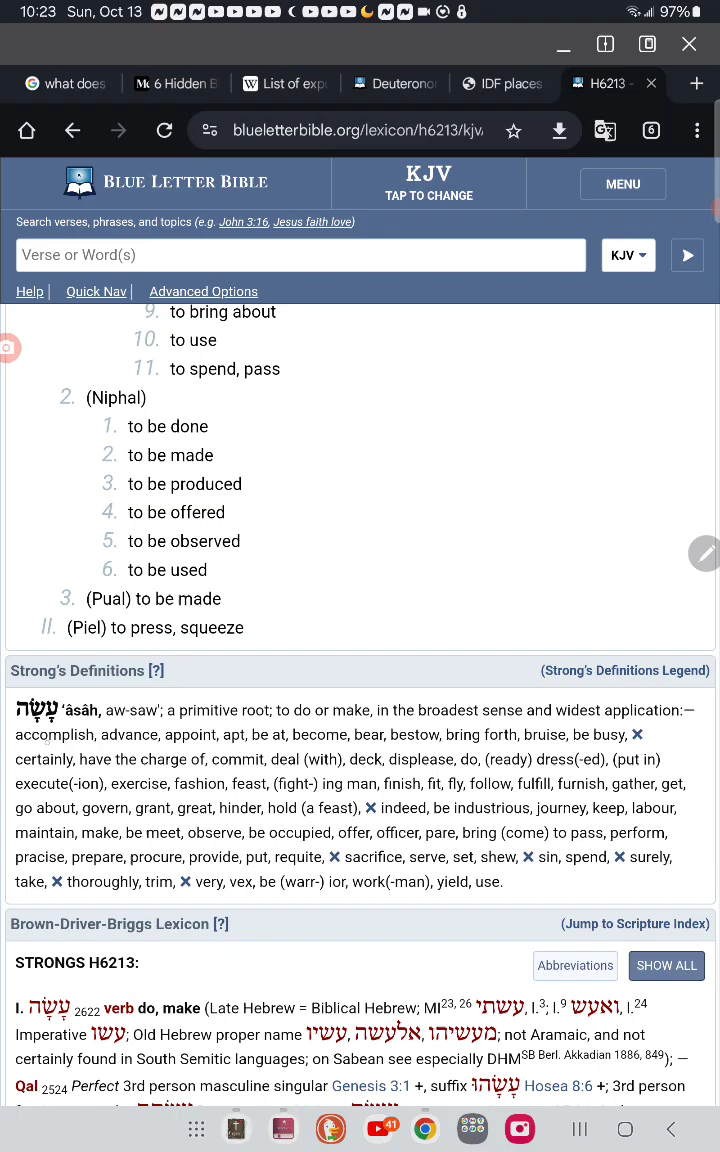 10:23 Sun, Oct 13 97%
what does
6 Hidden B
List of exp
Deuterono
IDF places
H6213 -
blueletterbible.org/lexicon/h6213/kjv/
6
BLUE LETTER BIBLE
KJV
TAP TO CHANGE
MENU
Search verses, phrases, and topics (e.g. John 3:16, Jesus faith love)
Verse or Word(s)
KJV
Help| Quick Nav| Advanced Options
9. to bring about
10. to use
11. to spend, pass
2. (Niphal)
1. to be done
2. to be made
3. to be produced
4. to be offered
5. to be observed
6. to be used
3. (Pual) to be made
II. (Piel) to press, squeeze
Strong's Definitions [?] (Strong's Definitions Legend)
עָשָׂה ʻâsâh, aw-saw'; a primitive root; to do or make, in the broadest sense and widest application:—
accomplish, advance, appoint, apt, be at, become, bear, bestow, bring forth, bruise, be busy, ×
certainly, have the charge of, commit, deal (with), deck, displease, do, (ready) dress(-ed), (put in)
execute(-ion), exercise, fashion, feast, (fight-) ing man, finish, fit, fly, follow, fulfill, furnish, gather, get,
go about, govern, grant, great, hinder, hold (a feast), × indeed, be industrious, journey, keep, labour,
maintain, make, be meet, observe, be occupied, offer, officer, pare, bring (come) to pass, perform,
pracise, prepare, procure, provide, put, requite, × sacrifice, serve, set, shew, × sin, spend, × surely,
take, × thoroughly, trim, × very, vex, be (warr-) ior, work(-man), yield, use.
Brown-Driver-Briggs Lexicon [?] (Jump to Scripture Index)
STRONGS H6213:
Abbreviations
SHOW ALL
I. עָשָׂה 2622 verb do, make (Late Hebrew = Biblical Hebrew; MI23, 26 עשתי, l.3; l.9 ואעש, l.24
Imperative עשו; Old Hebrew proper name עשיו, אלעשה, מעשיהו; not Aramaic, and not
certainly found in South Semitic languages; on Sabean see especially DHMSB Berl. Akkadian 1886, 849); —
Qal 2524 Perfect 3rd person masculine singular Genesis 3:1 +, suffix עָשָׂהוּ Hosea 8:6 +; 3rd person
41